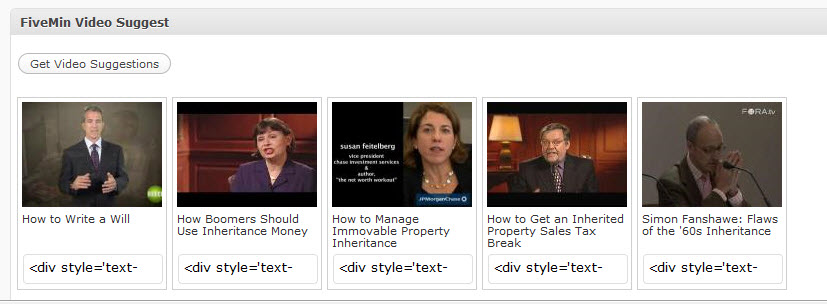 FiveMin Video Suggest
Get Video Suggestions
susan feitelberg
vice president
chase investment services
&
author,
"the net worth workout"
JPMorganChase
FORA.tv
How to Write a Will
How Boomers Should
Use Inheritance Money
How to Manage
Immovable Property
Inheritance
How to Get an Inherited
Property Sales Tax
Break
Simon Fanshawe: Flaws
of the '60s Inheritance
<div style='text-
<div style='text-
<div style='text-
<div style='text-
<div style='text-